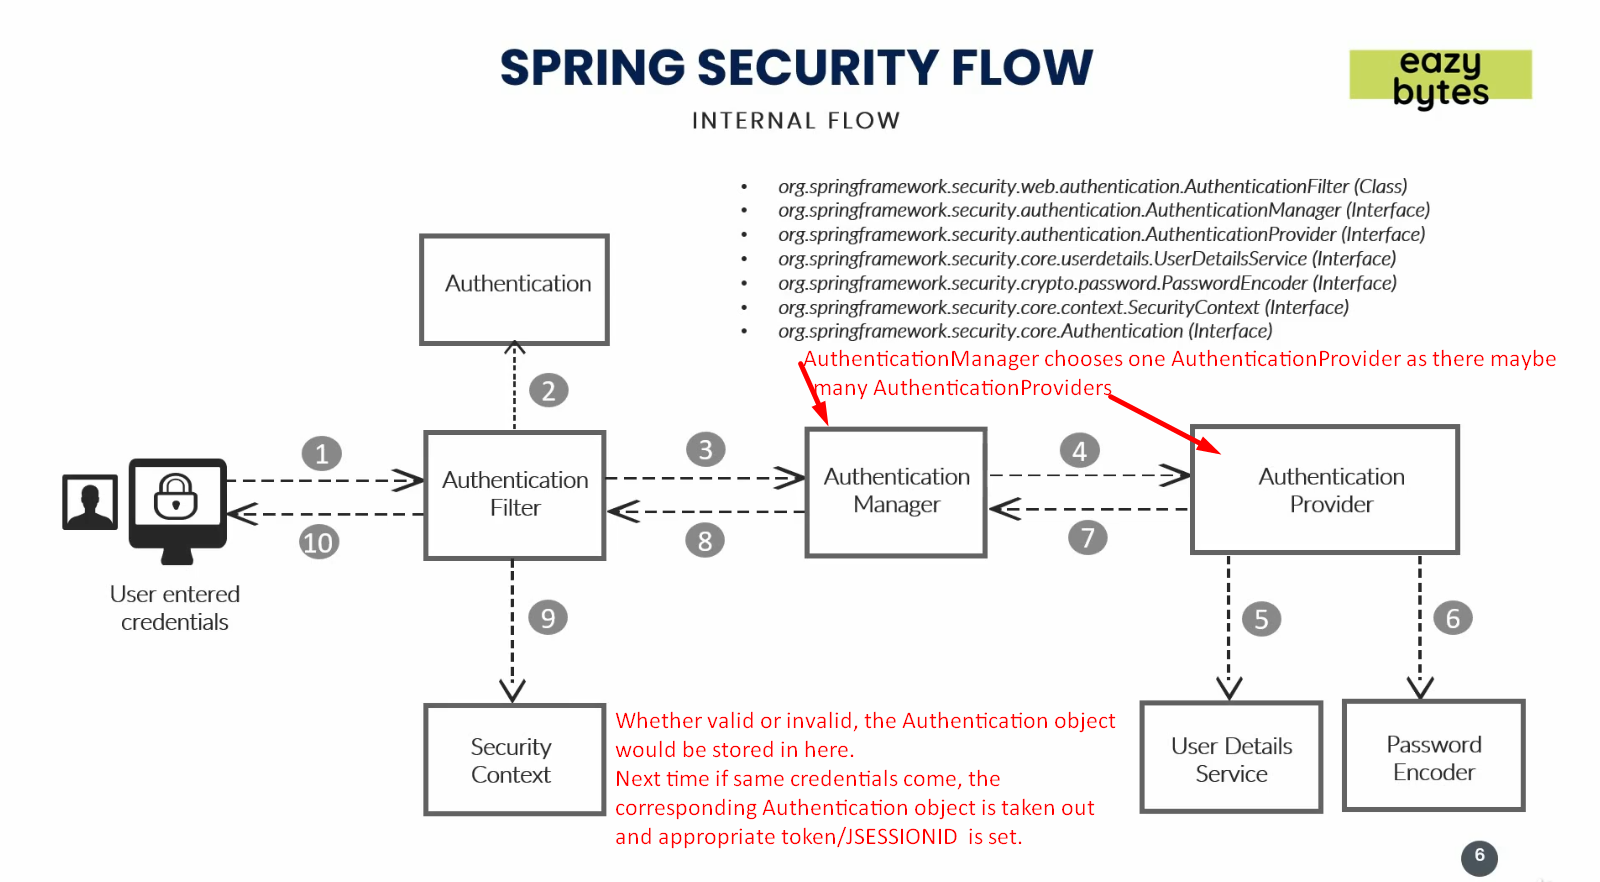 SPRING SECURITY FLOW
INTERNAL FLOW
eazy
bytes
• org.springframework.security.web.authentication.AuthenticationFilter (Class)
• org.springframework.security.authentication.AuthenticationManager (Interface)
• org.springframework.security.authentication.AuthenticationProvider (Interface)
• org.springframework.security.core.userdetails.UserDetailsService (Interface)
• org.springframework.security.crypto.password.PasswordEncoder (Interface)
• org.springframework.security.core.context.SecurityContext (Interface)
• org.springframework.security.core.Authentication (Interface)
AuthenticationManager chooses one AuthenticationProvider as there maybe
many AuthenticationProviders
Authentication
2
1
3
4
Authentication
Filter
Authentication
Manager
Authentication
Provider
10
8
7
User entered
credentials
9
5
6
Security
Context
Whether valid or invalid, the Authentication object
would be stored in here.
Next time if same credentials come, the
corresponding Authentication object is taken out
and appropriate token/JSESSIONID is set.
User Details
Service
Password
Encoder
6